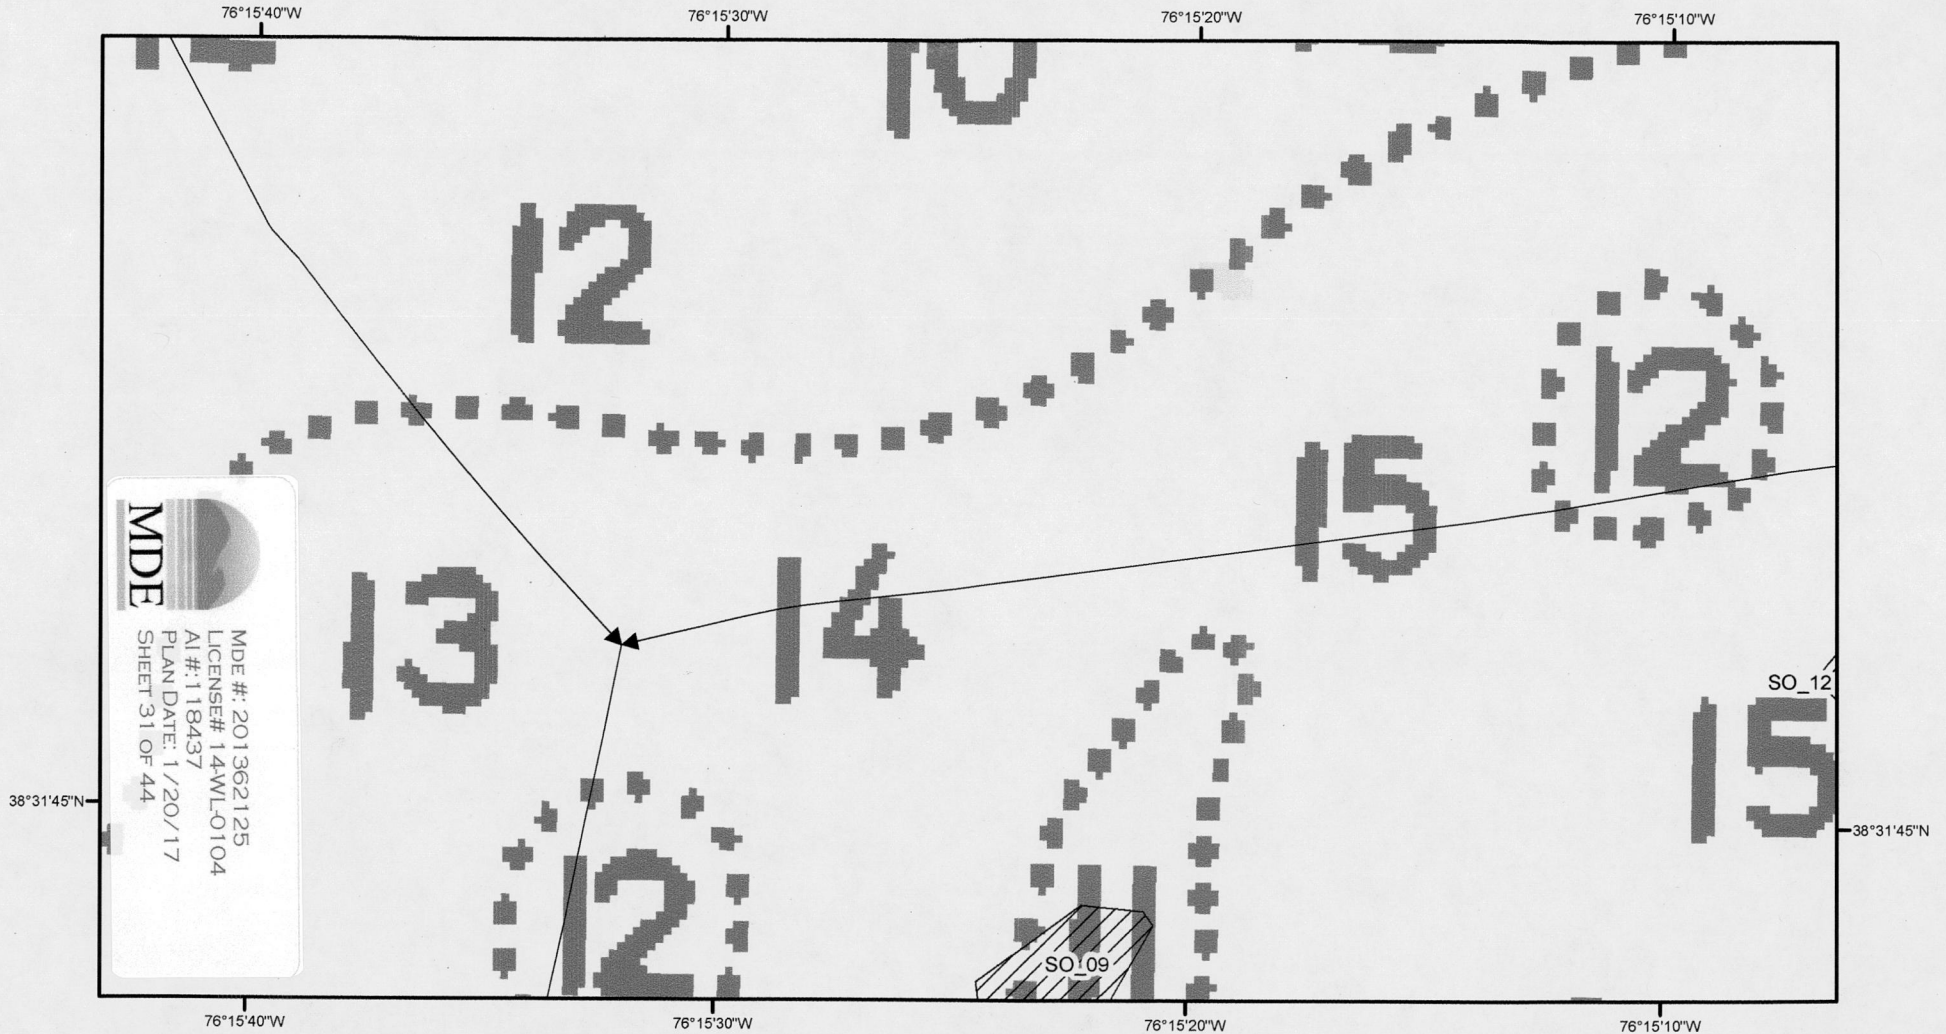 76°15'40"W
76°15'30"W
76°15'20"W
76°15'10"W
10
12
12
15
13
14
SO_12
15
38°31'45"N
38°31'45"N
12
11
SO_09
MDE
MDE #: 201362125
LICENSE# 14-WL-0104
AI #:118437
PLAN DATE: 1/20/17
SHEET 31 OF 44
76°15'40"W
76°15'30"W
76°15'20"W
76°15'10"W